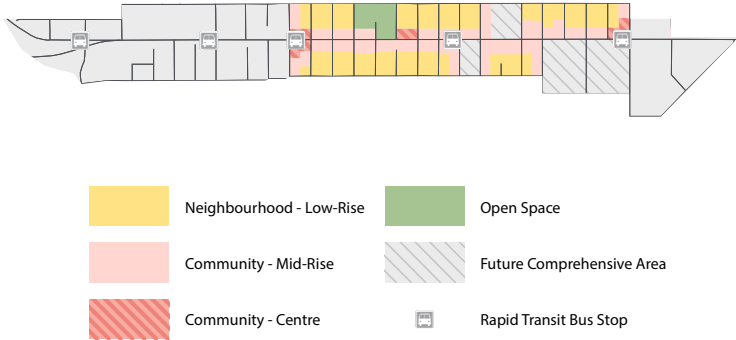 Neighbourhood - Low-Rise
Open Space
Community - Mid-Rise
Future Comprehensive Area
Community - Centre
Rapid Transit Bus Stop